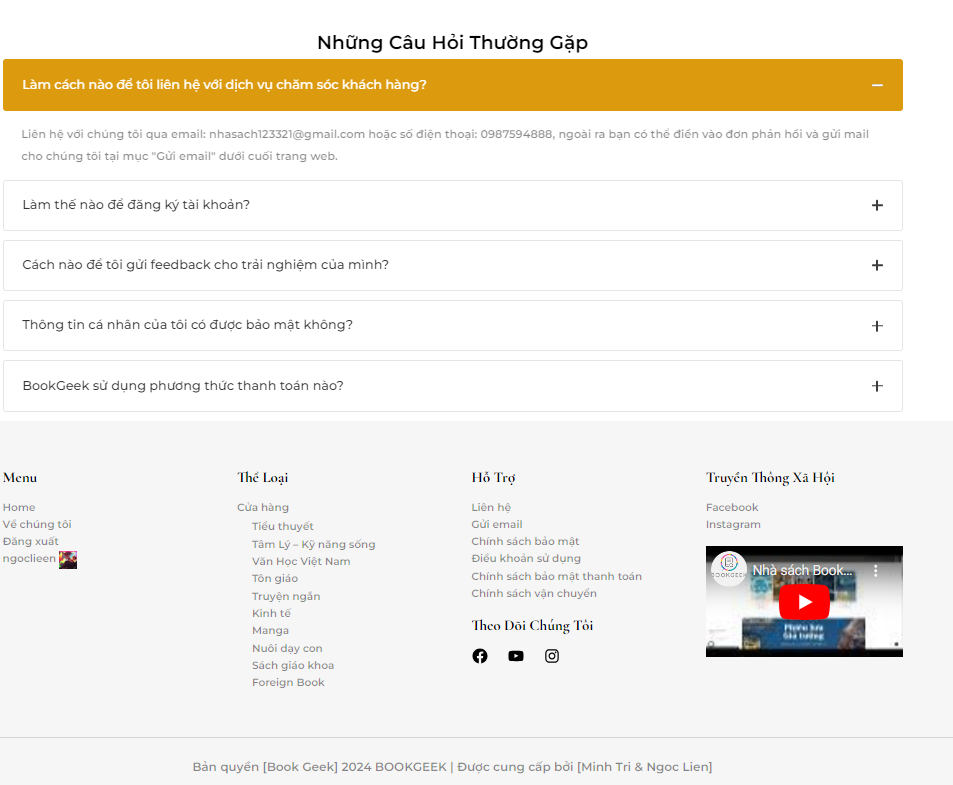 Những Câu Hỏi Thường Gặp
Làm cách nào để tôi liên hệ với dịch vụ chăm sóc khách hàng?
Liên hệ với chúng tôi qua email: nhasach123321@gmail.com hoặc số điện thoại: 0987594888, ngoài ra bạn có thể điền vào đơn phản hồi và gửi mail
cho chúng tôi tại mục "Gửi email" dưới cuối trang web.
Làm thế nào để đăng ký tài khoản?
Cách nào để tôi gửi feedback cho trải nghiệm của mình?
Thông tin cá nhân của tôi có được bảo mật không?
BookGeek sử dụng phương thức thanh toán nào?
Menu
Home
Về chúng tôi
Đăng xuất
ngoclieen
Thể Loại
Cửa hàng
Tiểu thuyết
Tâm Lý – Kỹ năng sống
Văn Học Việt Nam
Tôn giáo
Truyện ngắn
Kinh tế
Manga
Nuôi dạy con
Sách giáo khoa
Foreign Book
Hỗ Trợ
Liên hệ
Gửi email
Chính sách bảo mật
Điều khoản sử dụng
Chính sách bảo mật thanh toán
Chính sách vận chuyển
Theo Dõi Chúng Tôi
Truyền Thông Xã Hội
Facebook
Instagram
BOOKGEEK
Nhà sách Book...
Phiêu lưu
Bản quyền [Book Geek] 2024 BOOKGEEK | Được cung cấp bởi [Minh Tri & Ngoc Lien]